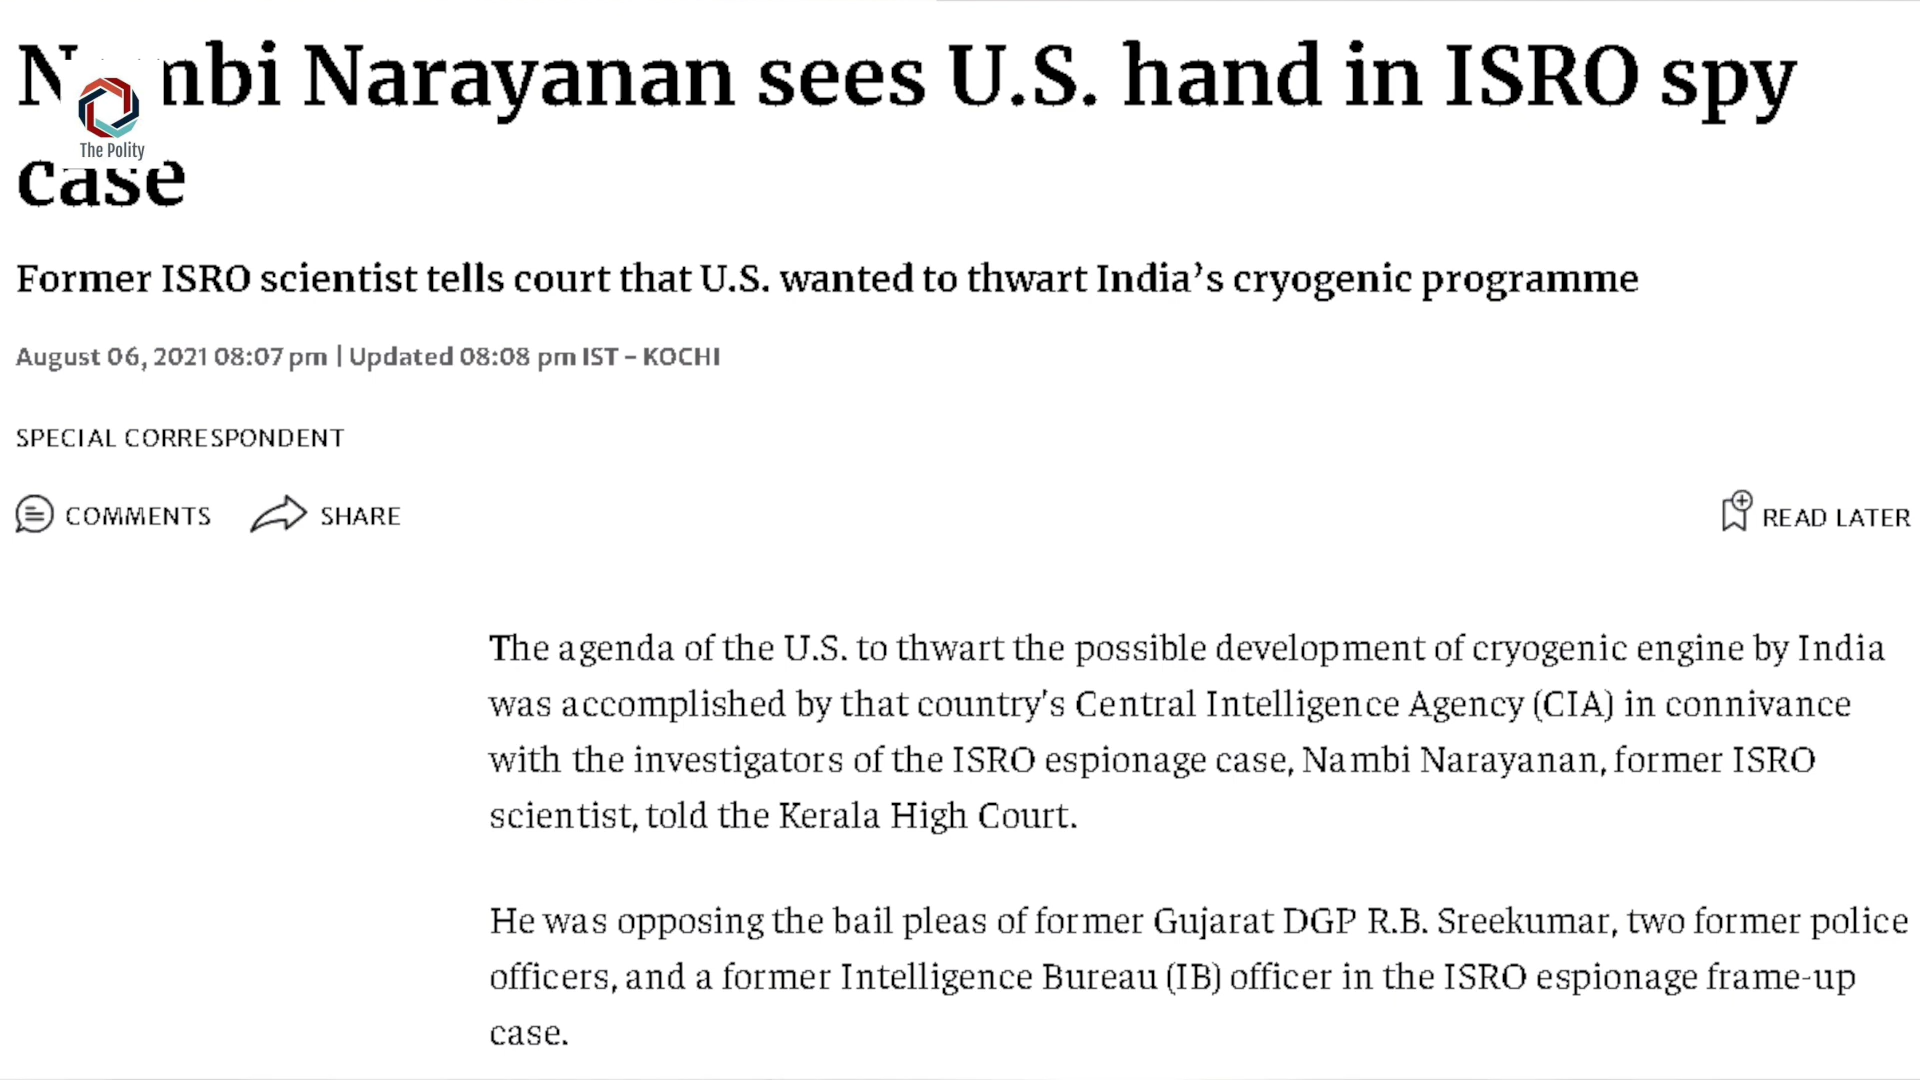 Nambi Narayanan sees U.S. hand in ISRO spy
case
The Polity
Former ISRO scientist tells court that U.S. wanted to thwart India’s cryogenic programme
August 06, 2021 08:07 pm | Updated 08:08 pm IST – KOCHI
SPECIAL CORRESPONDENT
COMMENTS SHARE READ LATER
The agenda of the U.S. to thwart the possible development of cryogenic engine by India
was accomplished by that country's Central Intelligence Agency (CIA) in connivance
with the investigators of the ISRO espionage case, Nambi Narayanan, former ISRO
scientist, told the Kerala High Court.
He was opposing the bail pleas of former Gujarat DGP R.B. Sreekumar, two former police
officers, and a former Intelligence Bureau (IB) officer in the ISRO espionage frame-up
case.